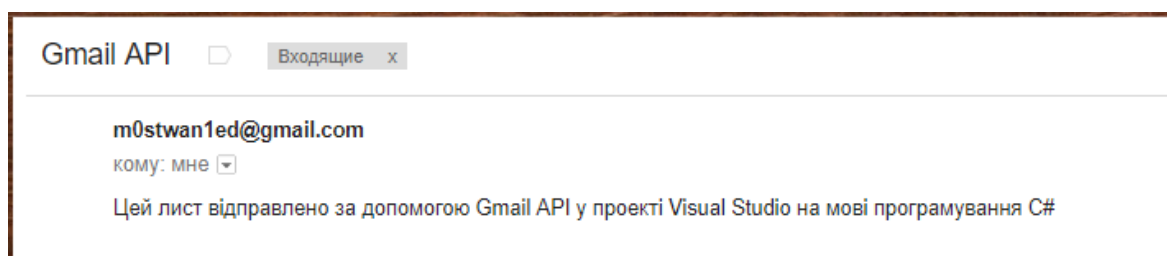 Gmail API Входящие x
m0stwan1ed@gmail.com
кому: мне
Цей лист відправлено за допомогою Gmail API у проекті Visual Studio на мові програмування C#